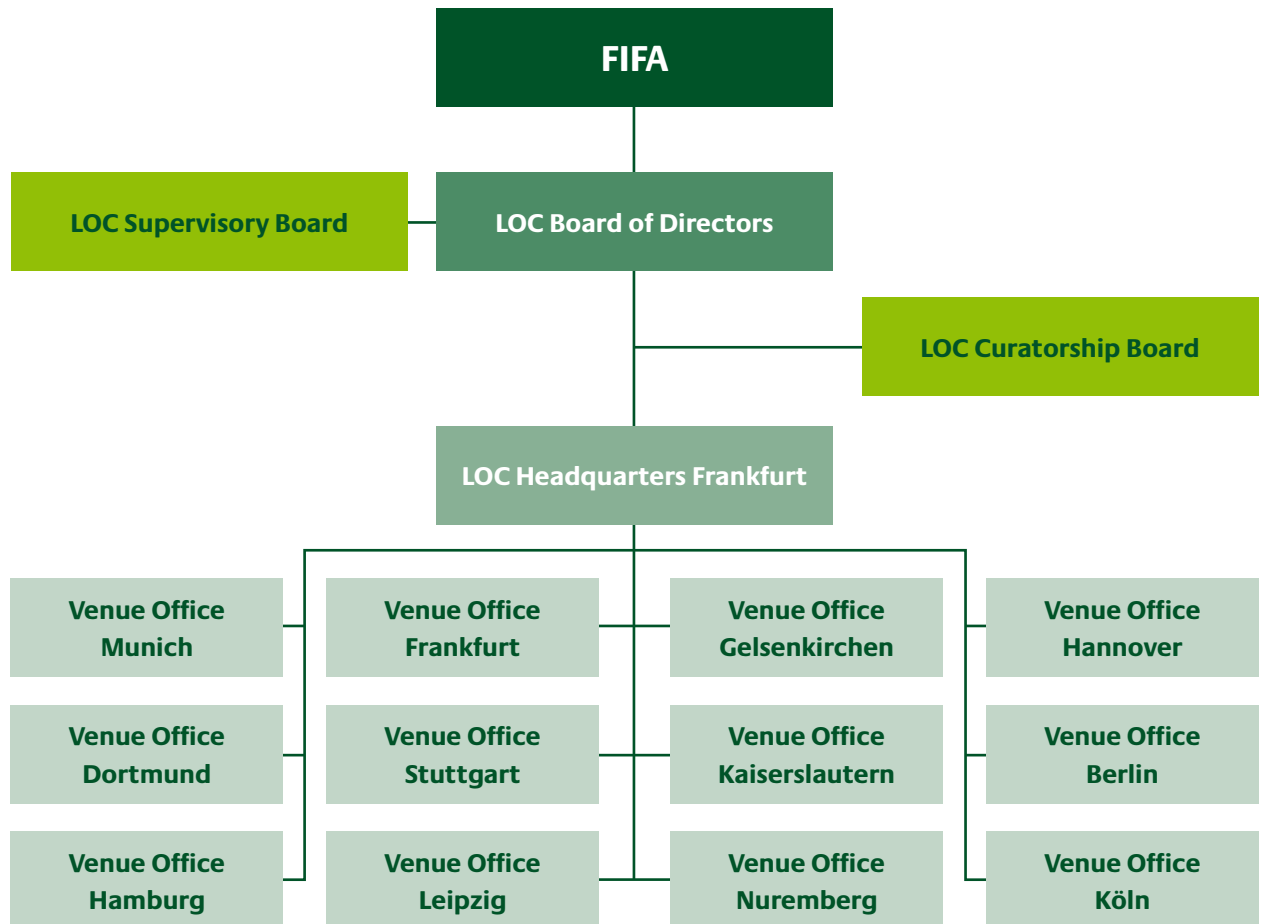 FIFA
LOC Supervisory Board
LOC Board of Directors
LOC Curatorship Board
LOC Headquarters Frankfurt
Venue Office
Munich
Venue Office
Frankfurt
Venue Office
Gelsenkirchen
Venue Office
Hannover
Venue Office
Dortmund
Venue Office
Stuttgart
Venue Office
Kaiserslautern
Venue Office
Berlin
Venue Office
Hamburg
Venue Office
Leipzig
Venue Office
Nuremberg
Venue Office
Köln